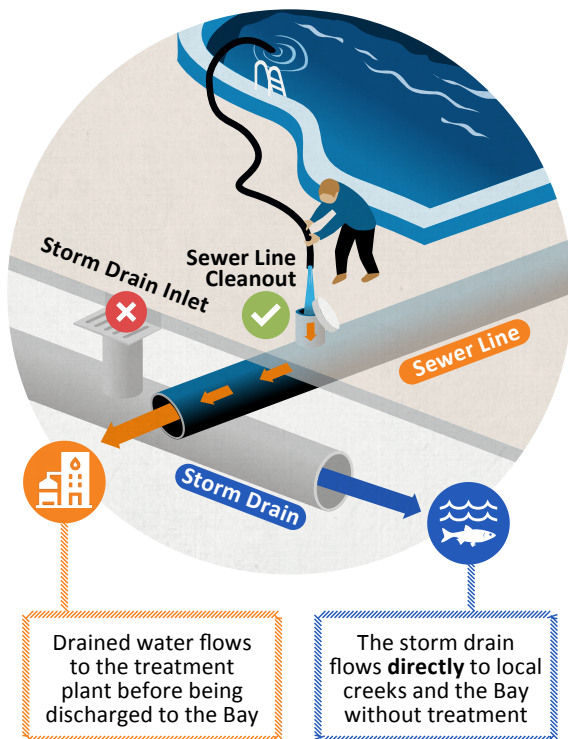 Storm Drain Inlet
Sewer Line
Cleanout
Sewer Line
Storm Drain
Drained water flows
to the treatment
plant before being
discharged to the Bay
The storm drain
flows directly to local
creeks and the Bay
without treatment